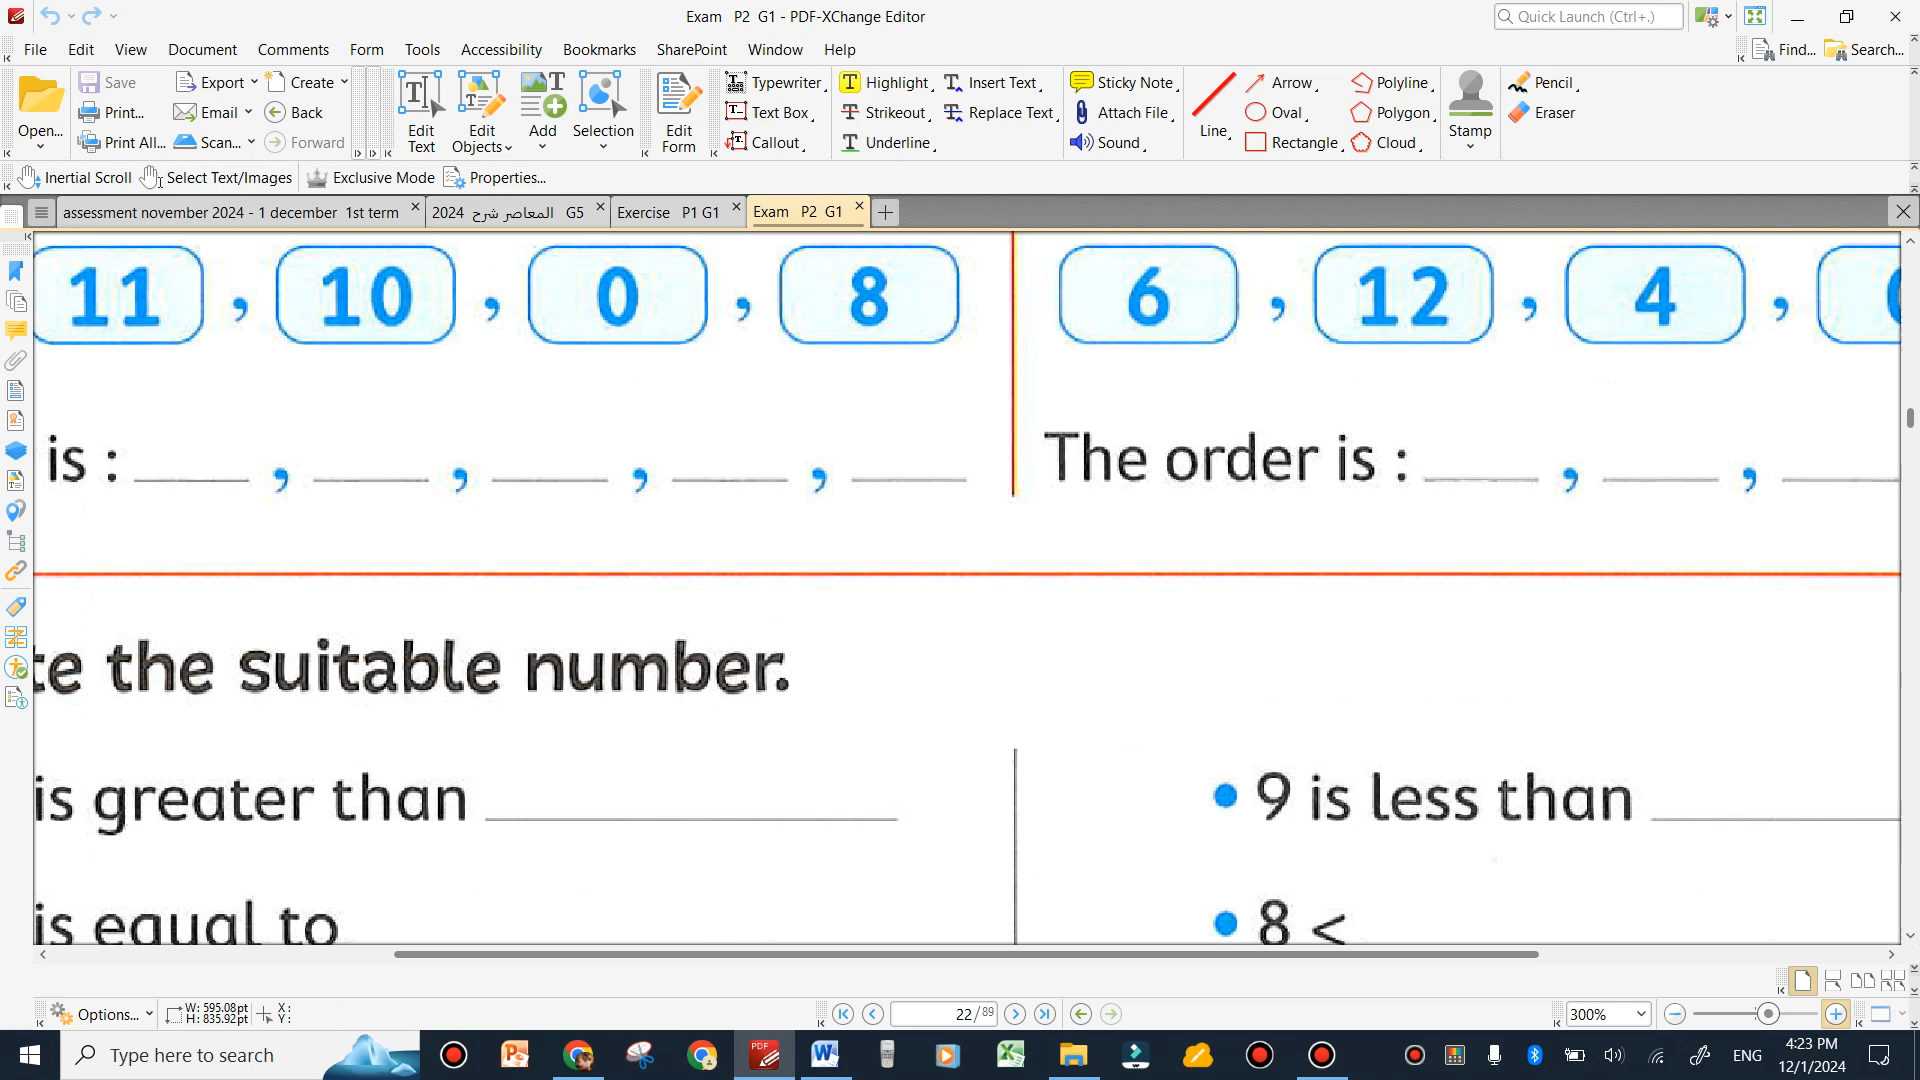 Exam P2 G1 - PDF-XChange Editor
Quick Launch (Ctrl+.)
File Edit View Document Comments Form Tools Accessibility Bookmarks SharePoint Window Help
Find... Search...
Open...
Save Export Create
Print... Email Back
Print All... Scan... Forward
Edit Text
Edit Objects
Add
Selection
Edit Form
Typewriter
Text Box
Callout
Highlight Insert Text
Strikeout Replace Text
Underline
Sticky Note
Attach File
Sound
Line
Arrow Polyline
Oval Polygon
Rectangle Cloud
Stamp
Pencil
Eraser
Inertial Scroll Select Text/Images Exclusive Mode Properties...
assessment november 2024 - 1 december 1st term
2024 المعاصر شرح G5
Exercise P1 G1
Exam P2 G1
11 , 10 , 0 , 8
6 , 12 , 4 ,
is : ____ , ____ , ____ , ____ , ____
The order is : ____ , ____ , ____
te the suitable number.
is greater than ____
• 9 is less than ____
is equal to
• 8 <
Options...
W: 595.08pt
H: 835.92pt
X:
Y:
22 / 89
300%
Type here to search
ENG
4:23 PM
12/1/2024